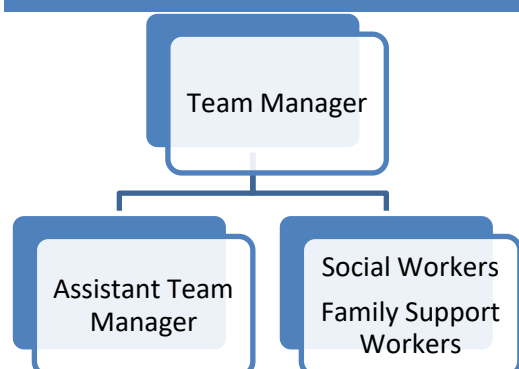 Team Manager
Assistant Team
Manager
Social Workers
Family Support
Workers